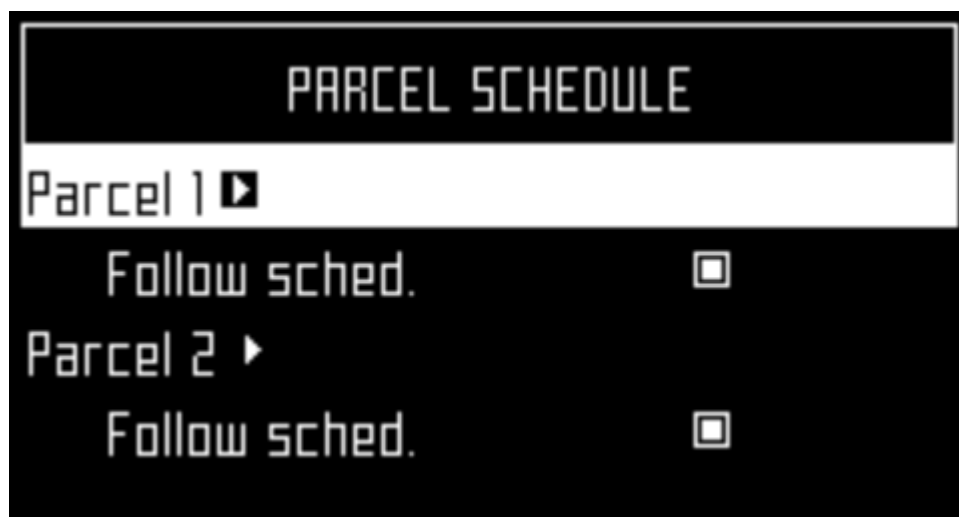 PARCEL SCHEDULE
Parcel 1
Follow sched.
Parcel 2
Follow sched.